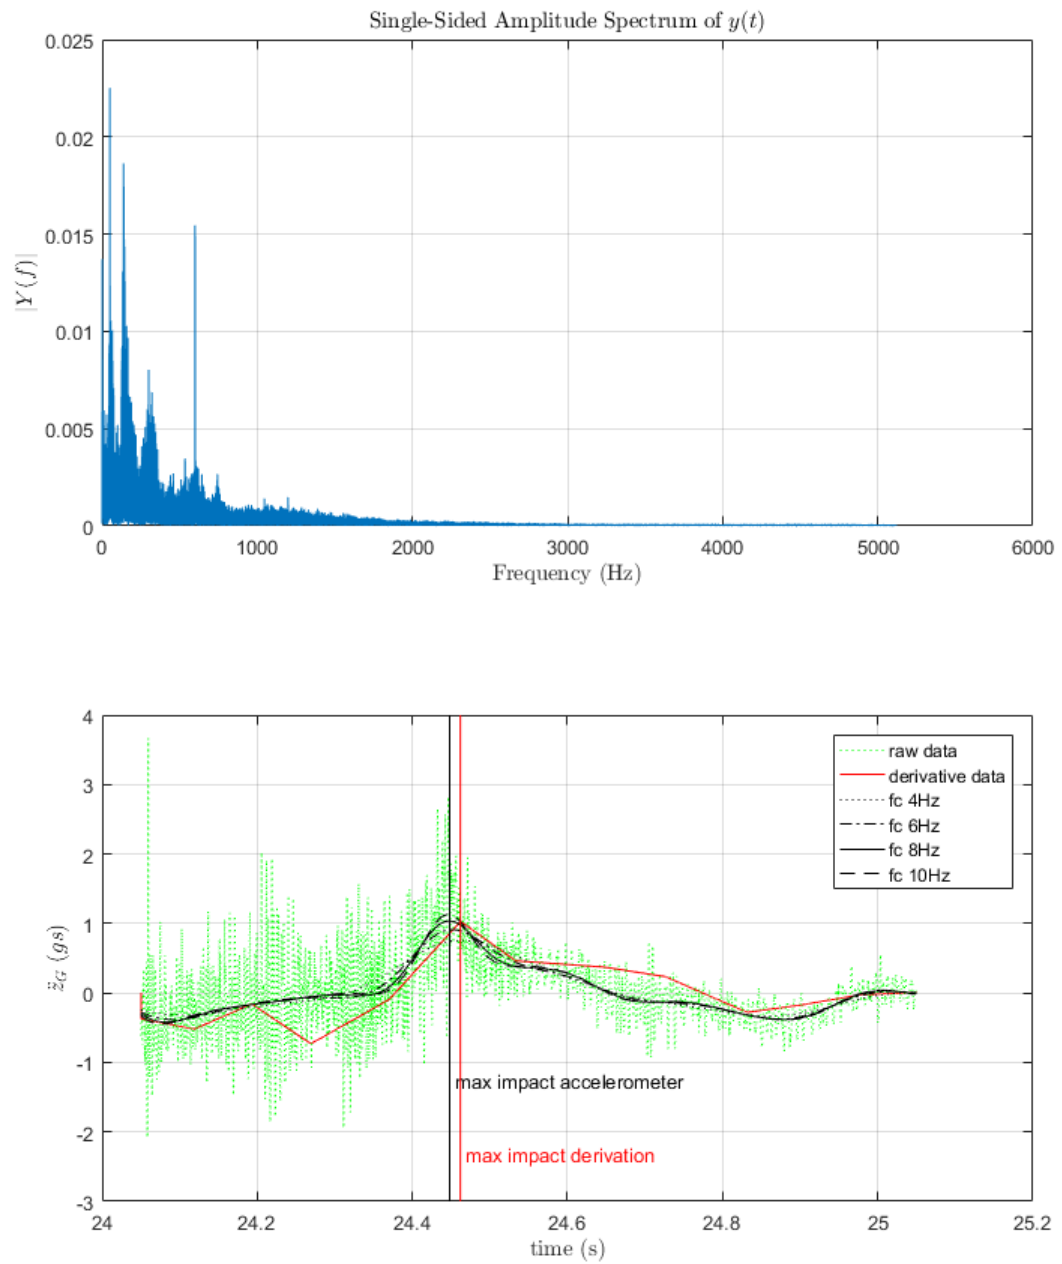 Single-Sided Amplitude Spectrum of y(t)
0.025
0.02
0.015
0.01
0.005
0
|Y(f)|
0 1000 2000 3000 4000 5000 6000
Frequency (Hz)
4
3
2
1
0
-1
-2
-3
z̈_G (gs)
raw data
derivative data
fc 4Hz
fc 6Hz
fc 8Hz
fc 10Hz
max impact accelerometer
max impact derivation
24 24.2 24.4 24.6 24.8 25 25.2
time (s)